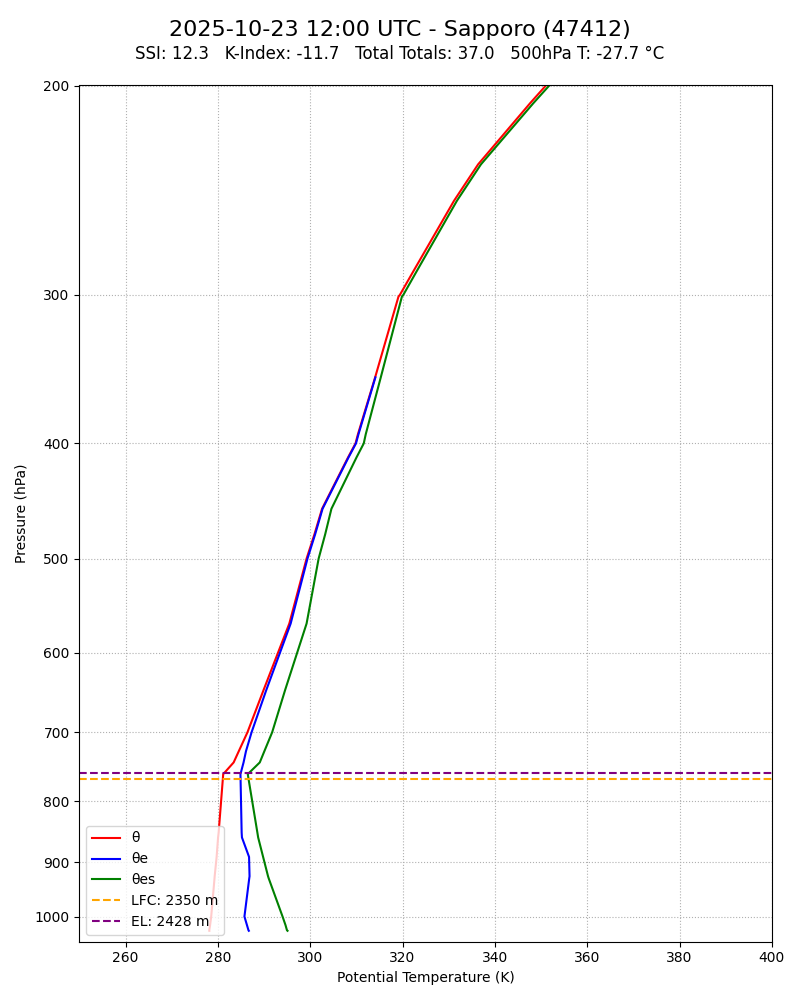 2025-10-23 12:00 UTC - Sapporo (47412)
SSI: 12.3   K-Index: -11.7   Total Totals: 37.0   500hPa T: -27.7 °C
200
300
400
500
600
700
800
900
1000
Pressure (hPa)
θ
θe
θes
LFC: 2350 m
EL: 2428 m
260 280 300 320 340 360 380 400
Potential Temperature (K)